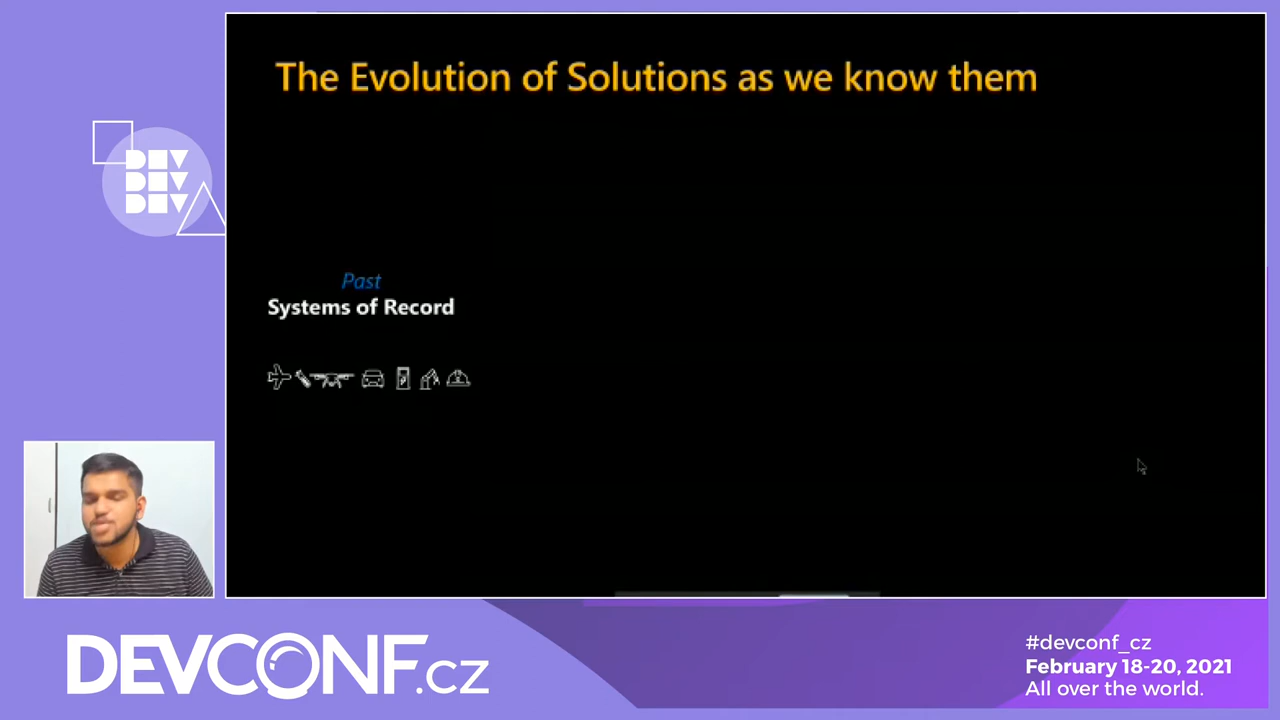 The Evolution of Solutions as we know them
DEV
DEV
DEV
Past
Systems of Record
DEVCONF.cz
#devconf_cz
February 18-20, 2021
All over the world.